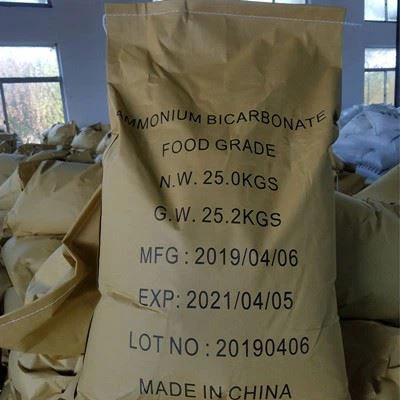 AMMONIUM BICARBONATE
FOOD GRADE
N.W. 25.0KGS
G.W. 25.2KGS
MFG : 2019/04/06
EXP: 2021/04/05
LOT NO : 20190406
MADE IN CHINA